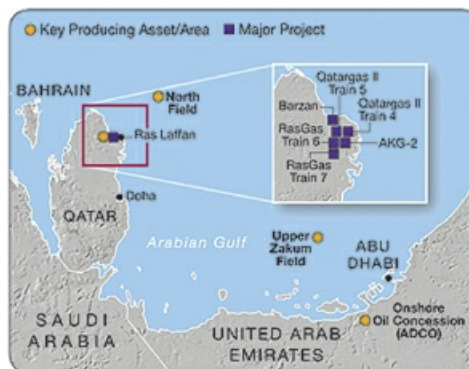 Key Producing Asset/Area Major Project
BAHRAIN
North
Field
Ras Laffan
Doha
QATAR
Arabian Gulf
Upper
Zakum
Field
ABU
DHABI
Onshore
Oil Concession
(ADCO)
SAUDI
ARABIA
UNITED ARAB
EMIRATES
Qatargas II
Train 5
Qatargas II
Train 4
Barzan
RasGas
Train 6
AKG-2
RasGas
Train 7